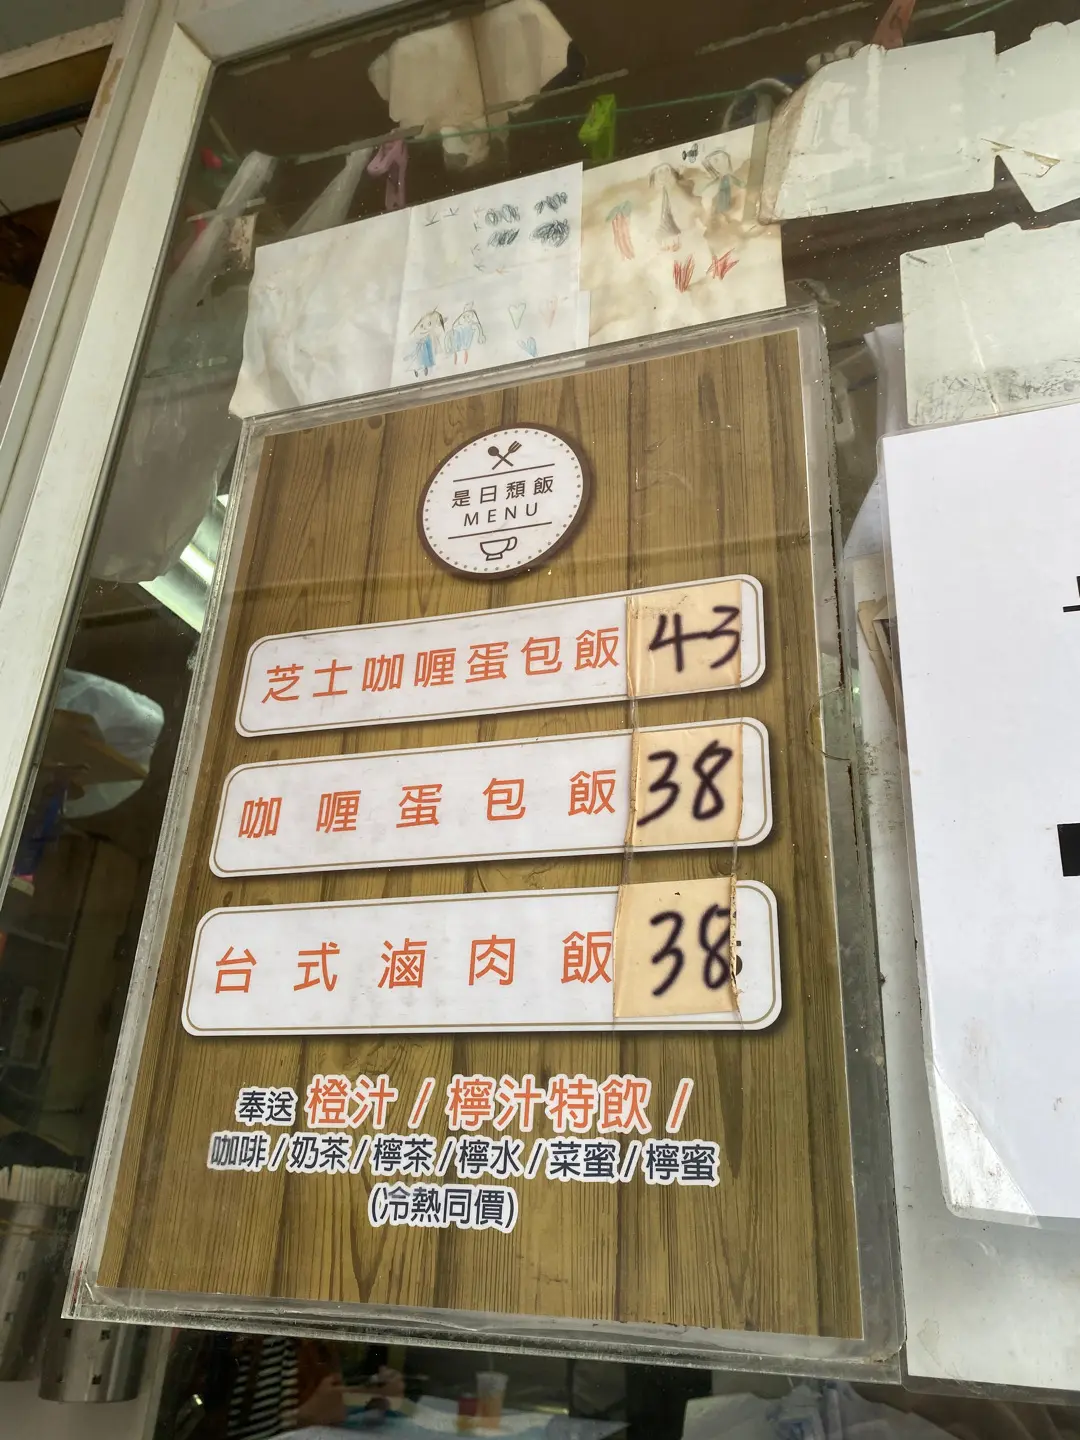 是日頹飯
MENU
芝士咖喱蛋包飯 43
咖喱蛋包飯 38
台式滷肉飯 38
奉送 橙汁 / 檸汁特飲 /
咖啡 / 奶茶 / 檸茶 / 檸水 / 菜蜜 / 檸蜜
(冷熱同價)